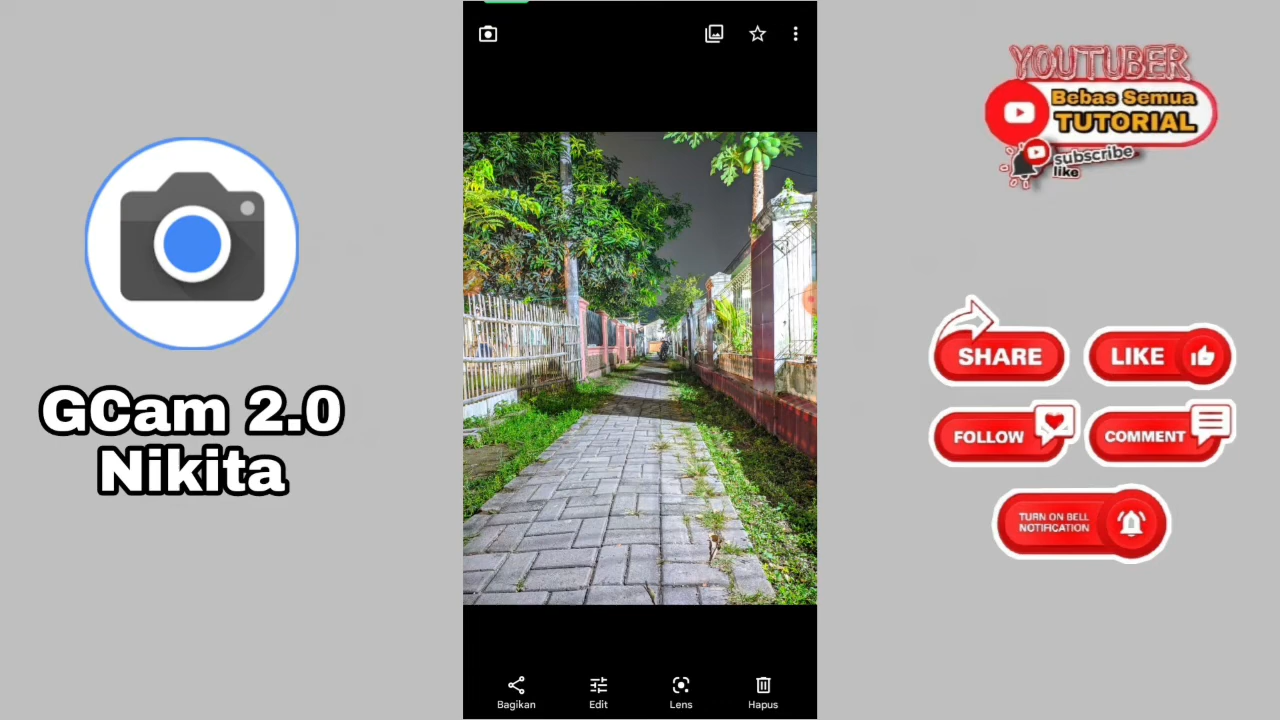 GCam 2.0
Nikita
Bagikan
Edit
Lens
Hapus
YOUTUBER
Bebas Semua
TUTORIAL
subscribe
like
SHARE
LIKE
FOLLOW
COMMENT
TURN ON BELL
NOTIFICATION